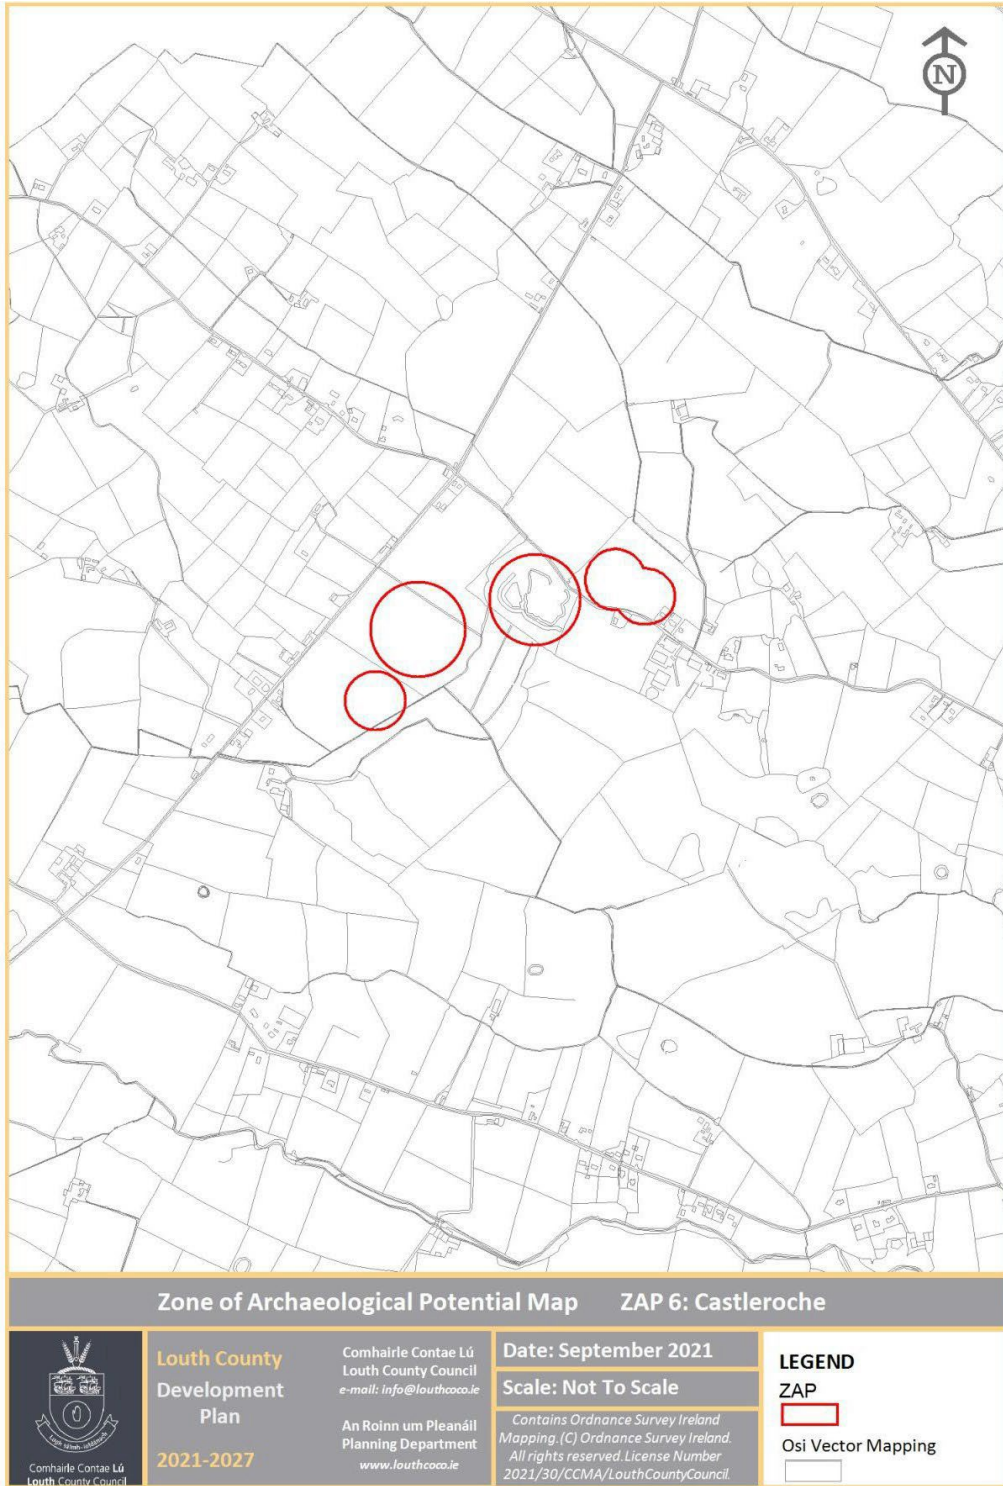 N
Zone of Archaeological Potential Map ZAP 6: Castleroche
Comhairle Contae Lú
Louth County Council
Louth County
Development
Plan
2021-2027
Comhairle Contae Lú
Louth County Council
e-mail: info@louthcoco.ie
An Roinn um Pleanáil
Planning Department
www.louthcoco.ie
Date: September 2021
Scale: Not To Scale
Contains Ordnance Survey Ireland
Mapping.(C) Ordnance Survey Ireland.
All rights reserved.License Number
2021/30/CCMA/LouthCountyCouncil.
LEGEND
ZAP
Osi Vector Mapping